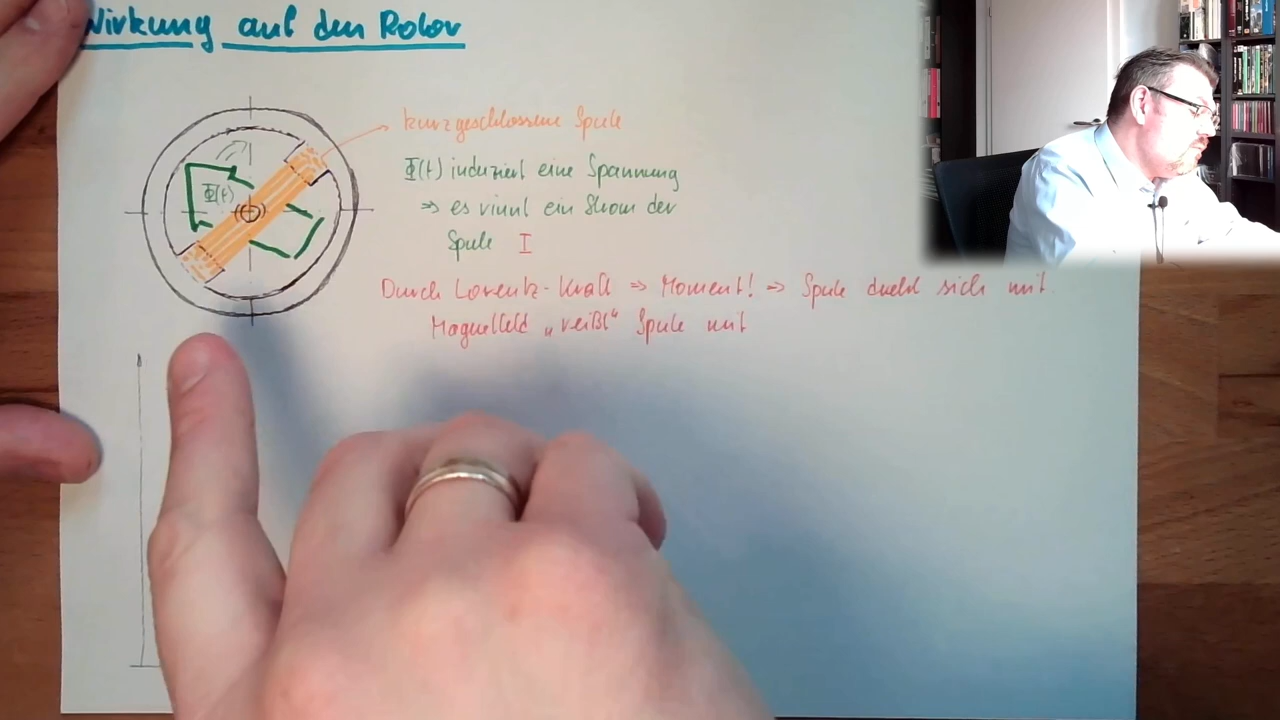 Wirkung auf den Rotor
kurzgeschlossene Spule
Φ(t) induziert eine Spannung
Φ(t)
⇒ es rinnt ein Strom der
Spule I
Durch Lorentz-Kraft ⇒ Moment! ⇒ Spule dreht sich mit.
Magnetfeld „reißt" Spule mit